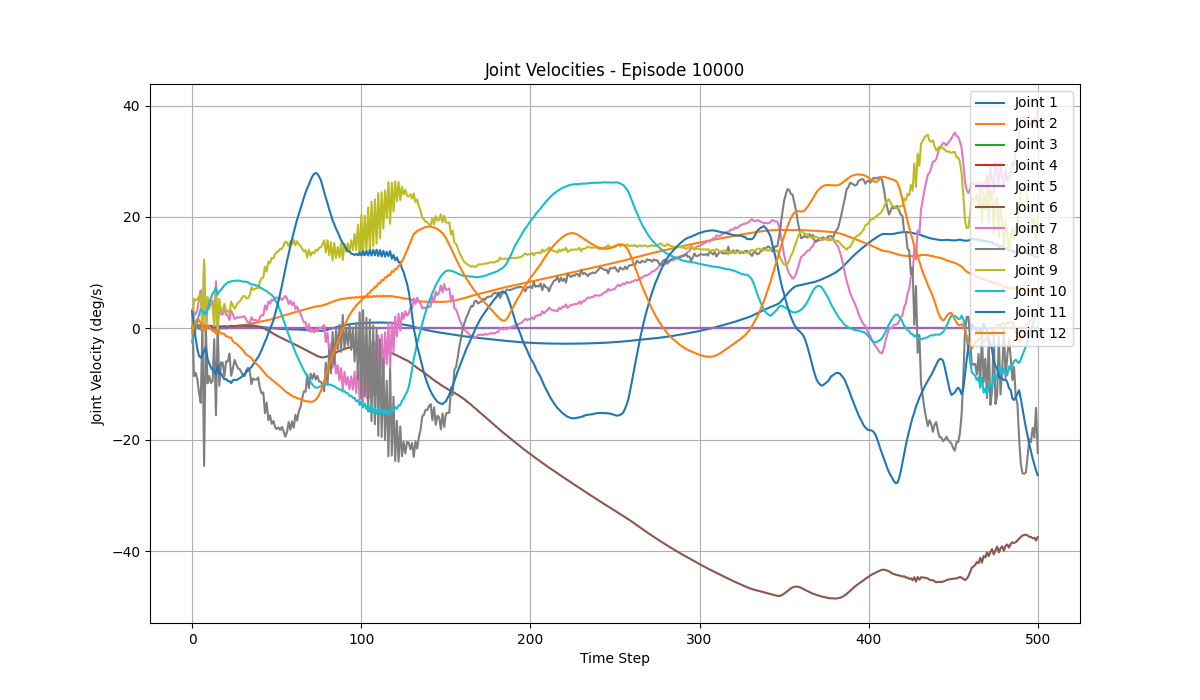 Joint Velocities - Episode 10000
Joint Velocity (deg/s)
40
20
0
−20
−40
0
100
200
300
400
500
Time Step
Joint 1
Joint 2
Joint 3
Joint 4
Joint 5
Joint 6
Joint 7
Joint 8
Joint 9
Joint 10
Joint 11
Joint 12